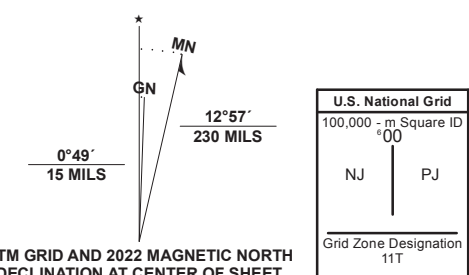 ★
MN
GN
12°57´
230 MILS
0°49´
15 MILS
TM GRID AND 2022 MAGNETIC NORTH
DECLINATION AT CENTER OF SHEET
U.S. National Grid
100,000 - m Square ID
⁶00
NJ PJ
Grid Zone Designation
11T